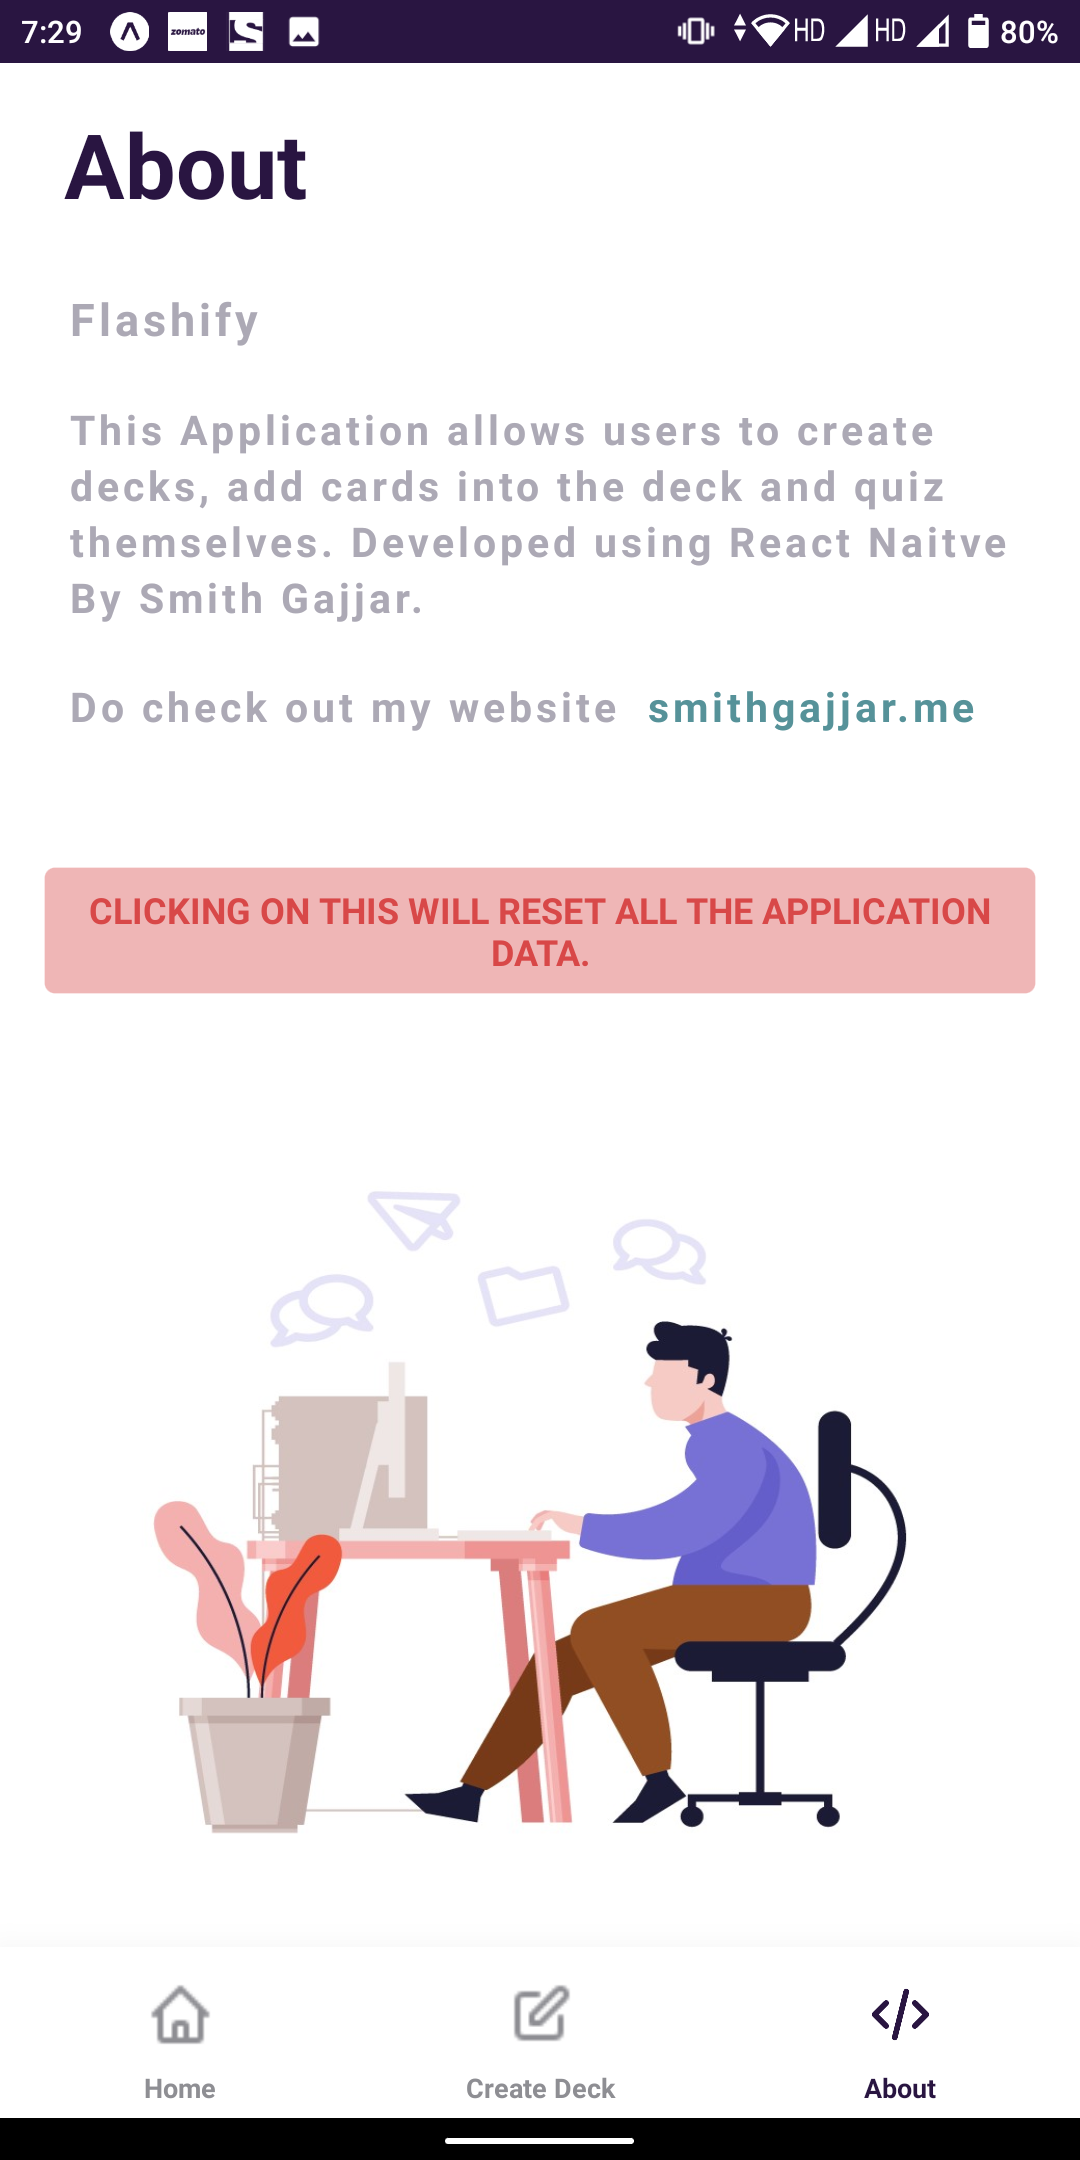 7:29 zomato HD HD 80%
About
Flashify
This Application allows users to create
decks, add cards into the deck and quiz
themselves. Developed using React Naitve
By Smith Gajjar.
Do check out my website smithgajjar.me
CLICKING ON THIS WILL RESET ALL THE APPLICATION
DATA.
Home Create Deck About